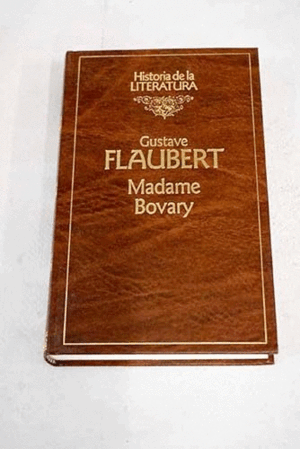 Historia de la
LITERATURA
Gustave
FLAUBERT
Madame
Bovary